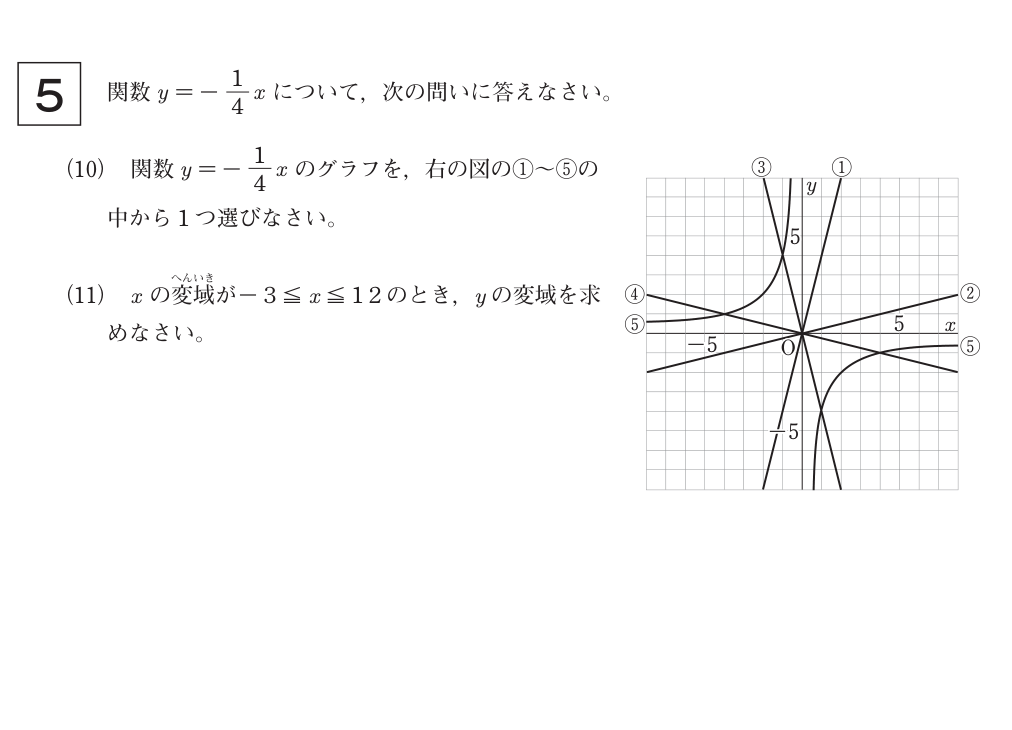 5 関数 y＝－1/4 x について，次の問いに答えなさい。
(10) 関数 y＝－1/4 x のグラフを，右の図の①～⑤の
中から１つ選びなさい。
へんいき
(11) x の変域が－３≦ x ≦１２のとき，y の変域を求
めなさい。
③ ①
y
5
④ ②
⑤ 5 x
－5 O ⑤
－5